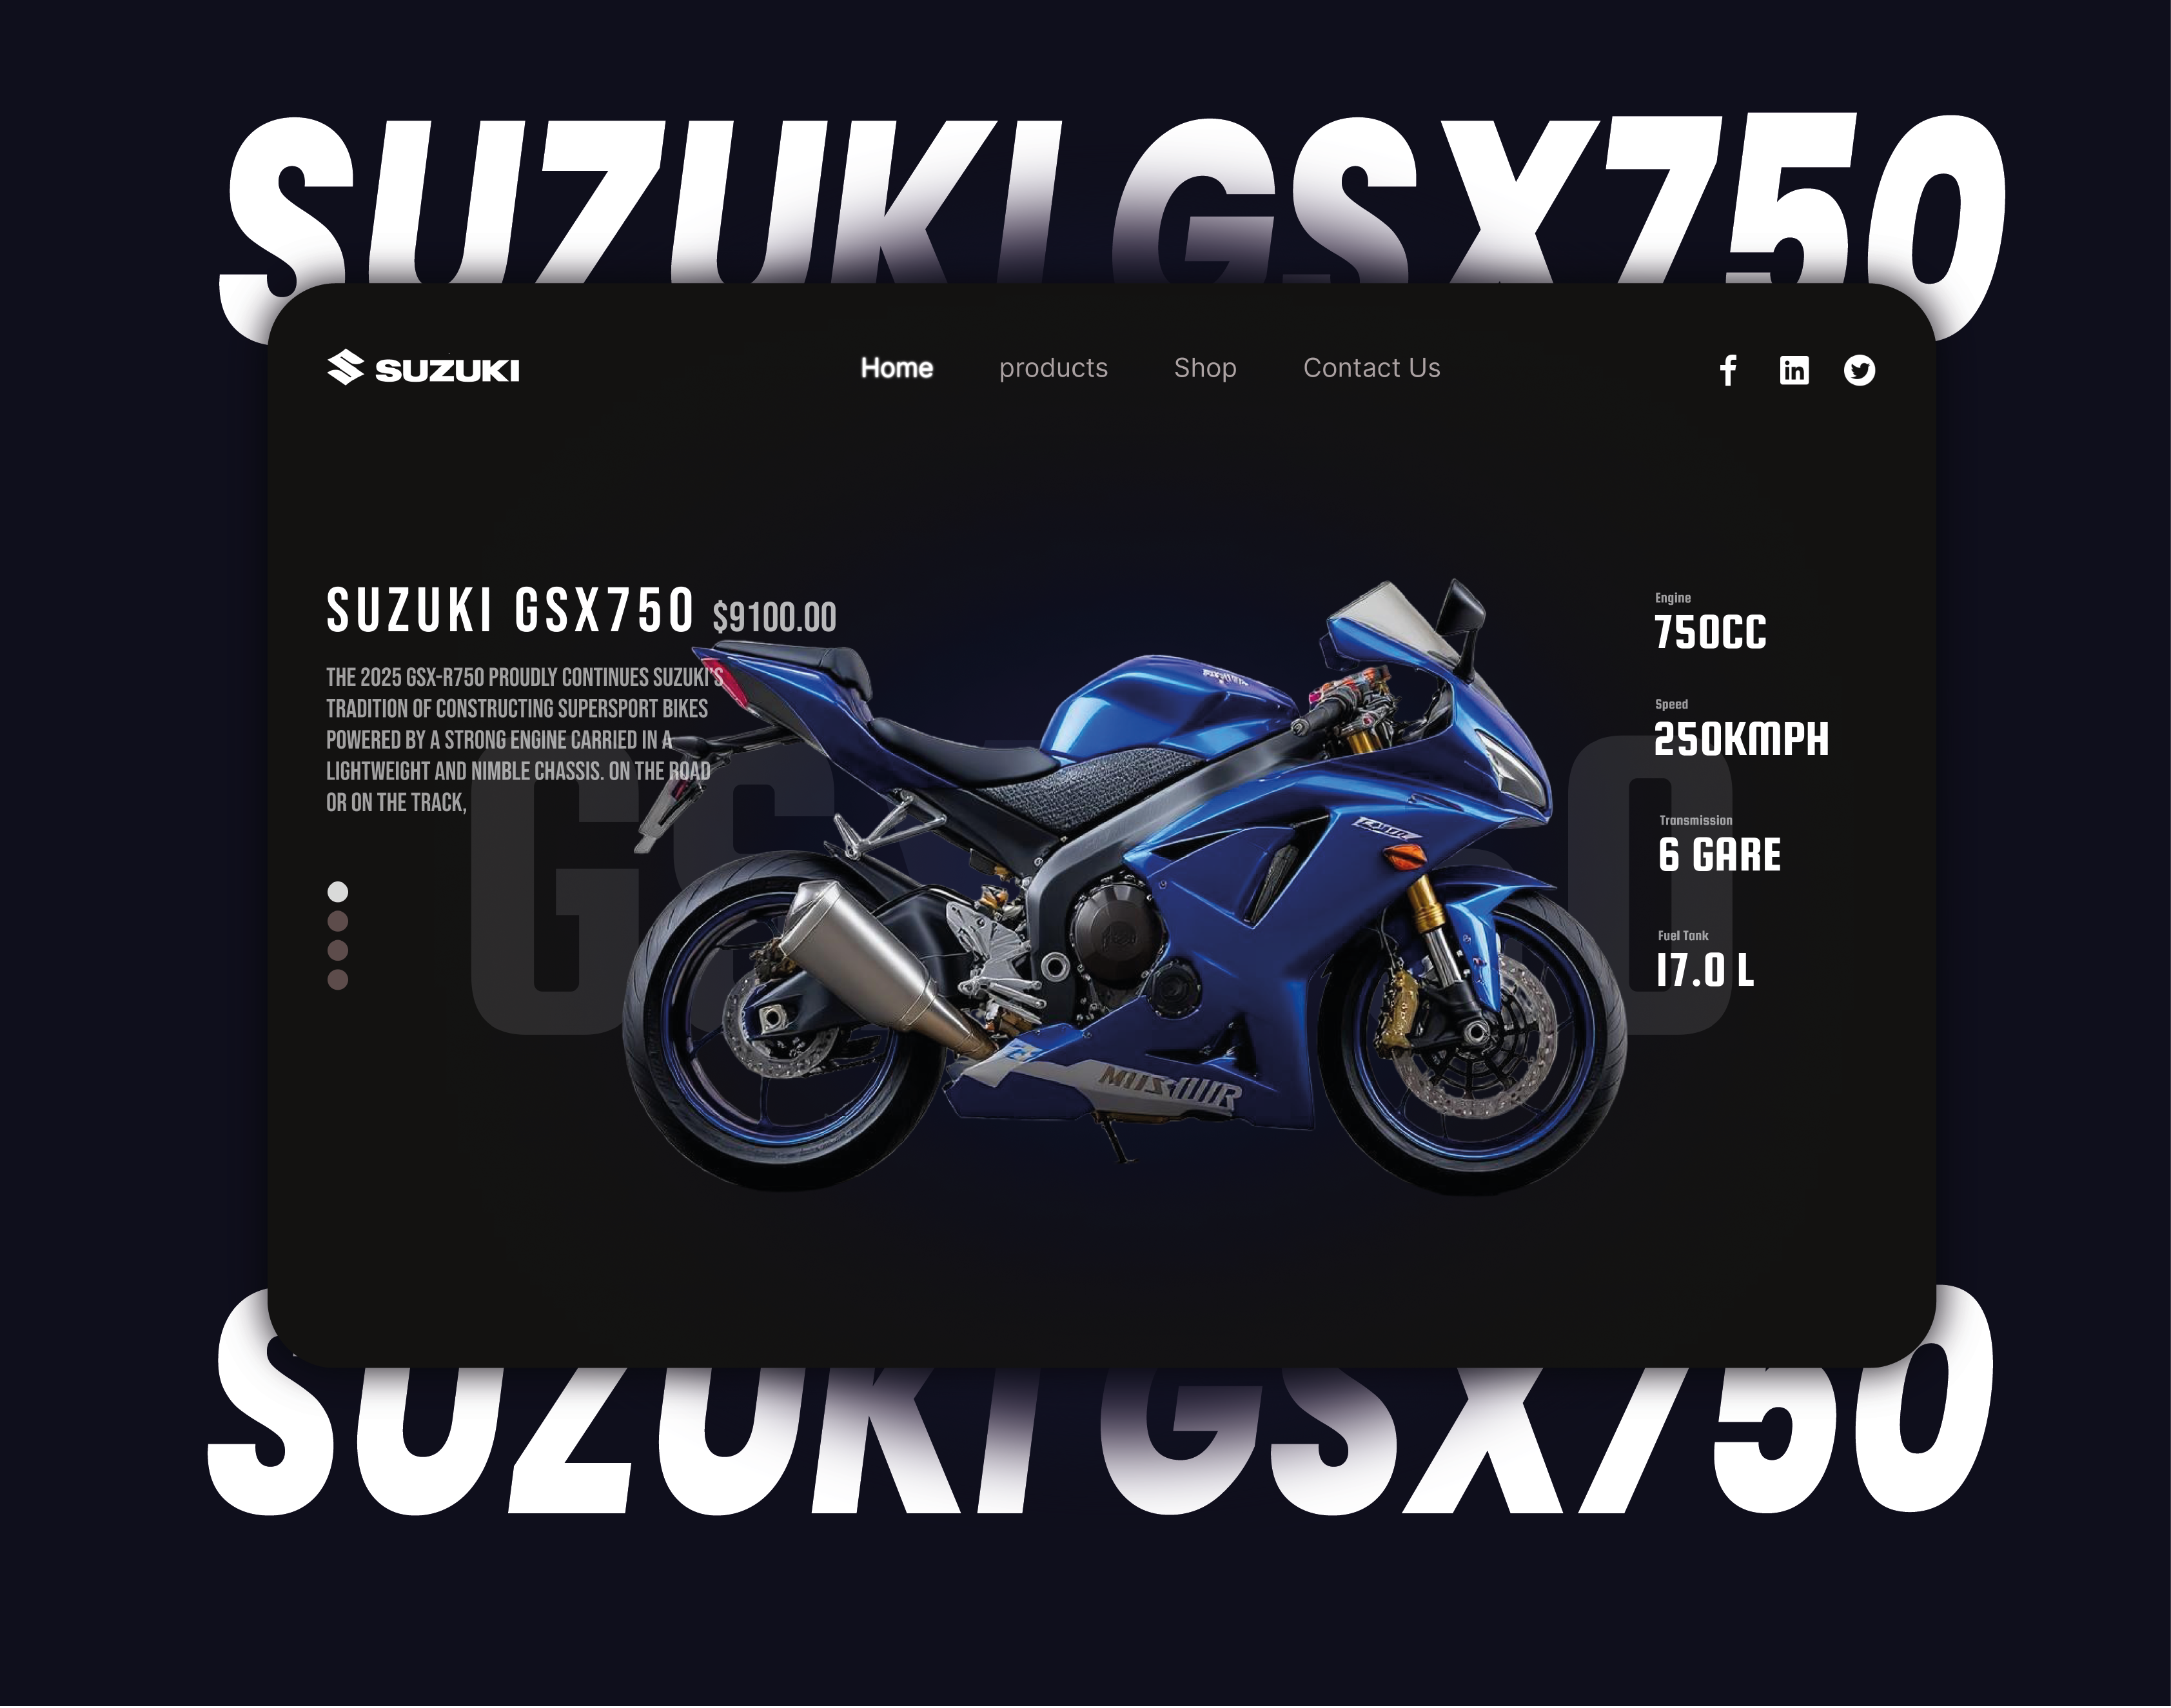 SUZUKI GSX750
SUZUKI
Home products Shop Contact Us
SUZUKI GSX750 $9100.00
THE 2025 GSX-R750 PROUDLY CONTINUES SUZUKI'S
TRADITION OF CONSTRUCTING SUPERSPORT BIKES
POWERED BY A STRONG ENGINE CARRIED IN A
LIGHTWEIGHT AND NIMBLE CHASSIS. ON THE ROAD
OR ON THE TRACK,
Engine
750CC
Speed
250KMPH
Transmission
6 GARE
Fuel Tank
17.0 L
SUZUKI GSX750